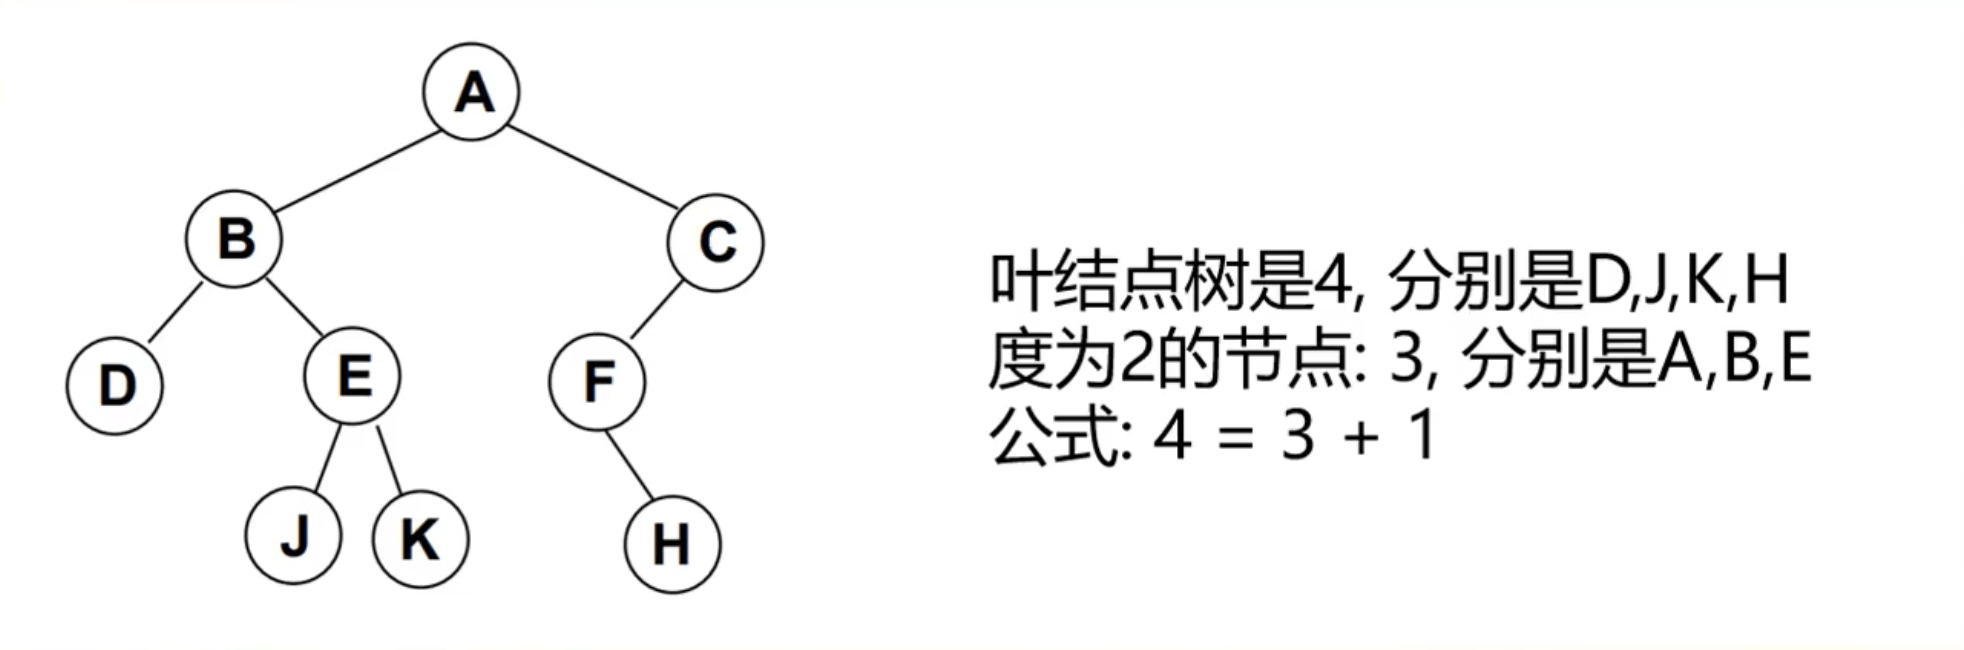 A
B
C
D
E
F
J
K
H
叶结点树是4, 分别是D,J,K,H
度为2的节点: 3, 分别是A,B,E
公式: 4 = 3 + 1